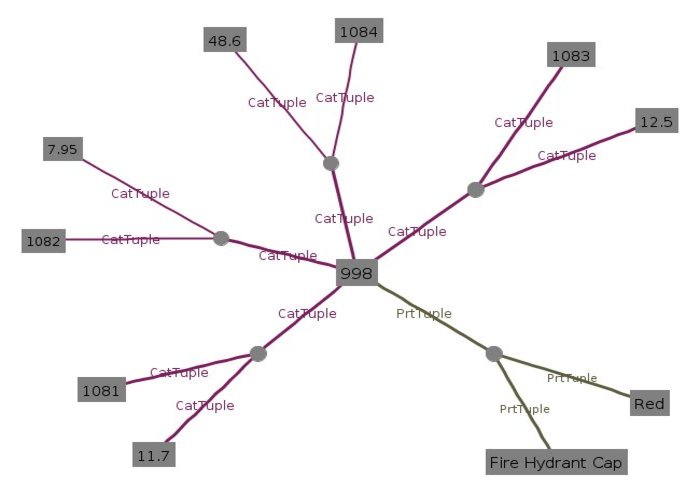 1084
48.6
1083
CatTuple
CatTuple
12.5
CatTuple
7.95
CatTuple
CatTuple
CatTuple
CatTuple
1082
CatTuple
CatTuple
998
CatTuple
PrtTuple
CatTuple
PrtTuple
1081
Red
CatTuple
PrtTuple
11.7
Fire Hydrant Cap